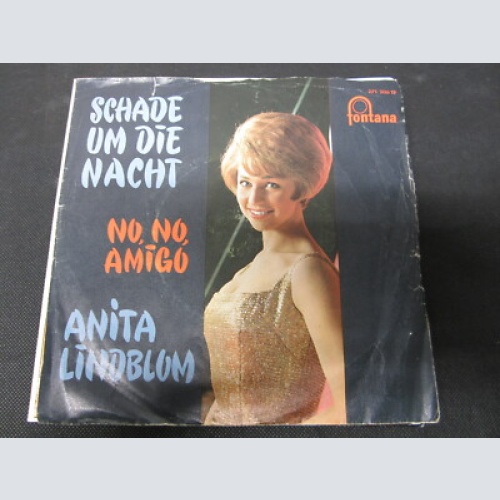 SCHADE
UM DIE
NACHT
fontana
NO, NO,
AMIGO
ANITA
LINDBLOM